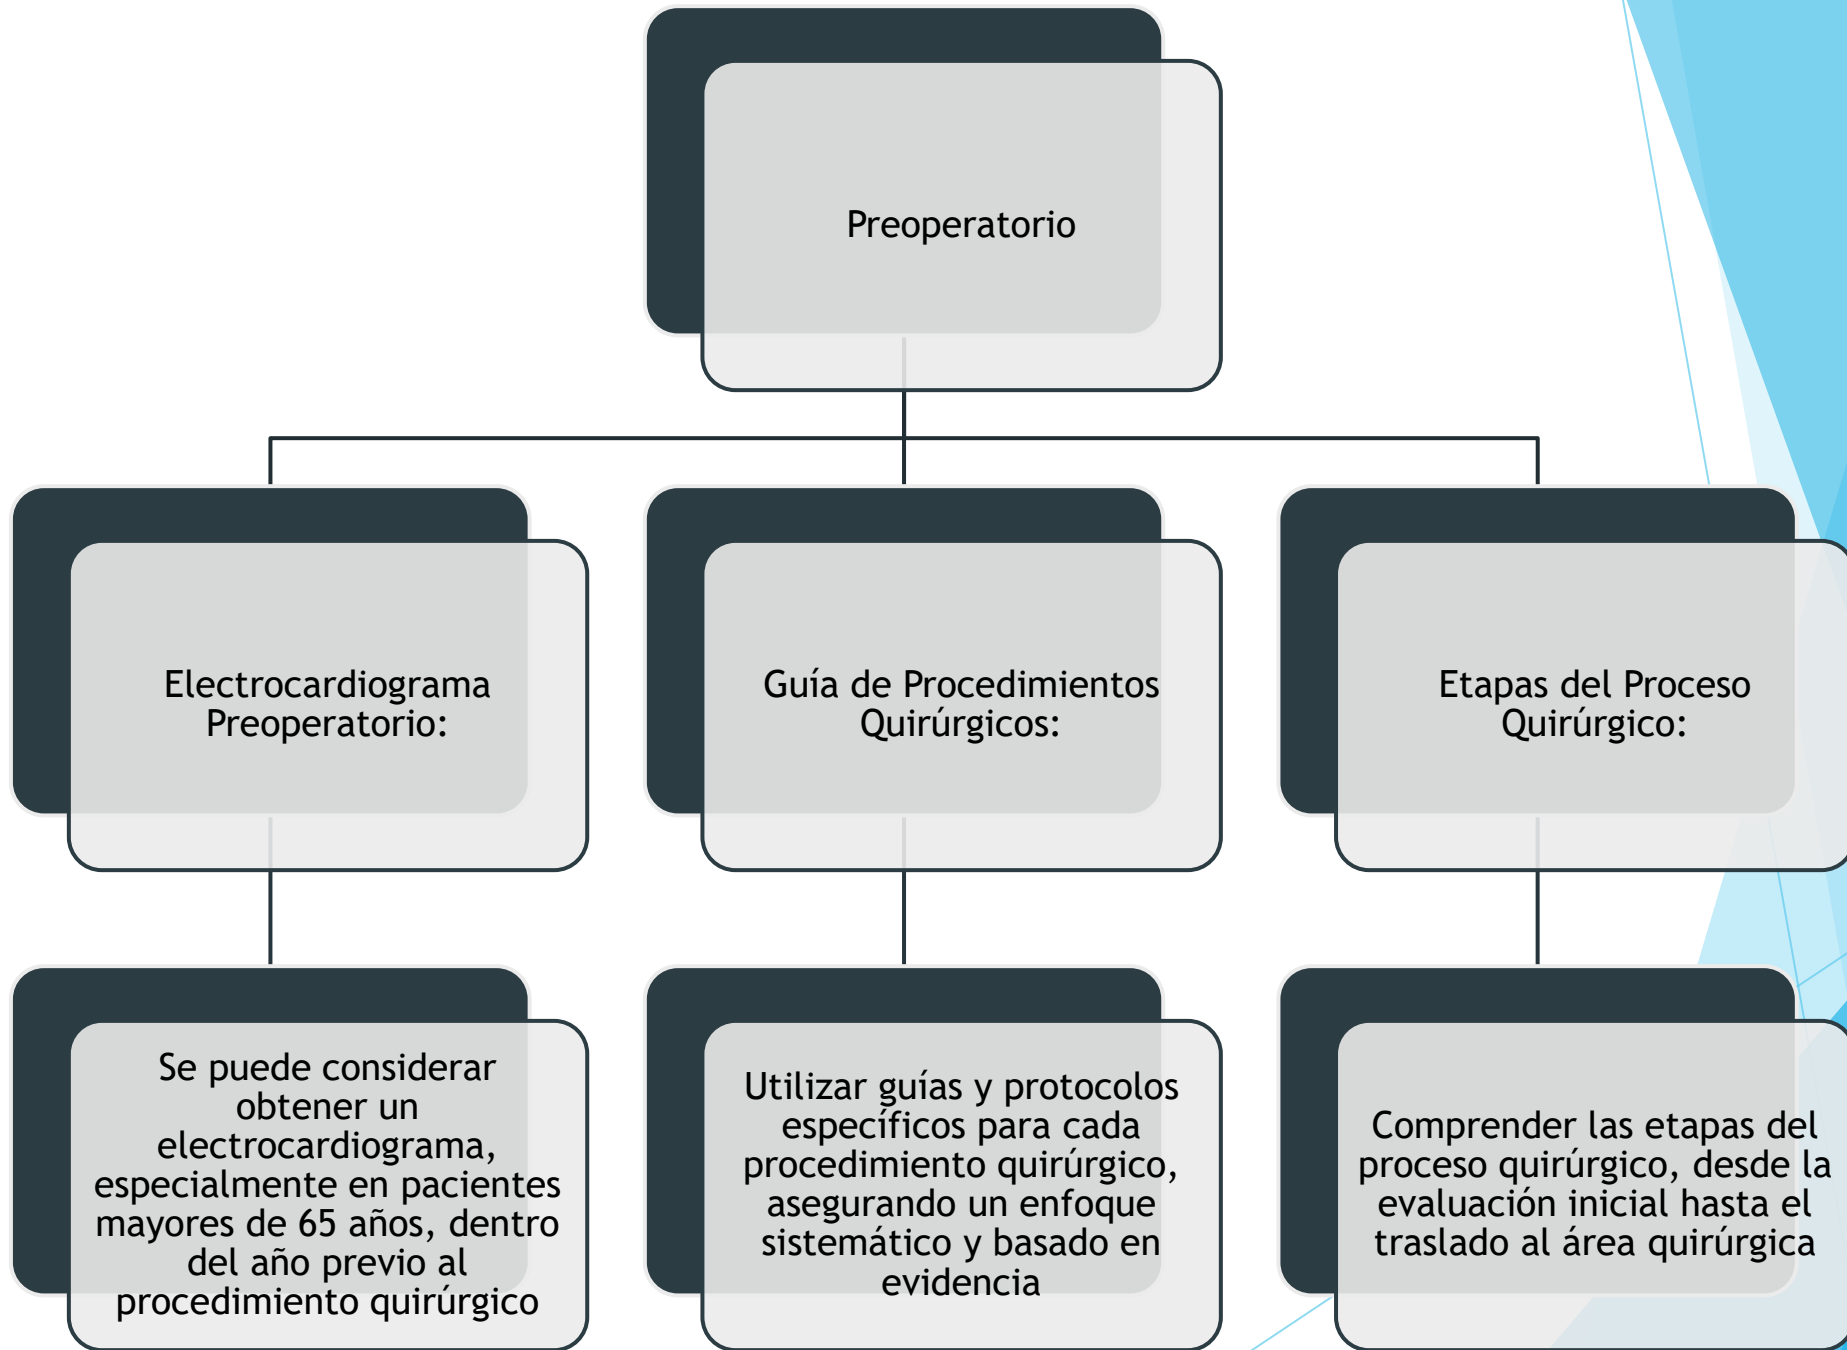 Preoperatorio
Electrocardiograma
Preoperatorio:
Guía de Procedimientos
Quirúrgicos:
Etapas del Proceso
Quirúrgico:
Se puede considerar
obtener un
electrocardiograma,
especialmente en pacientes
mayores de 65 años, dentro
del año previo al
procedimiento quirúrgico
Utilizar guías y protocolos
específicos para cada
procedimiento quirúrgico,
asegurando un enfoque
sistemático y basado en
evidencia
Comprender las etapas del
proceso quirúrgico, desde la
evaluación inicial hasta el
traslado al área quirúrgica